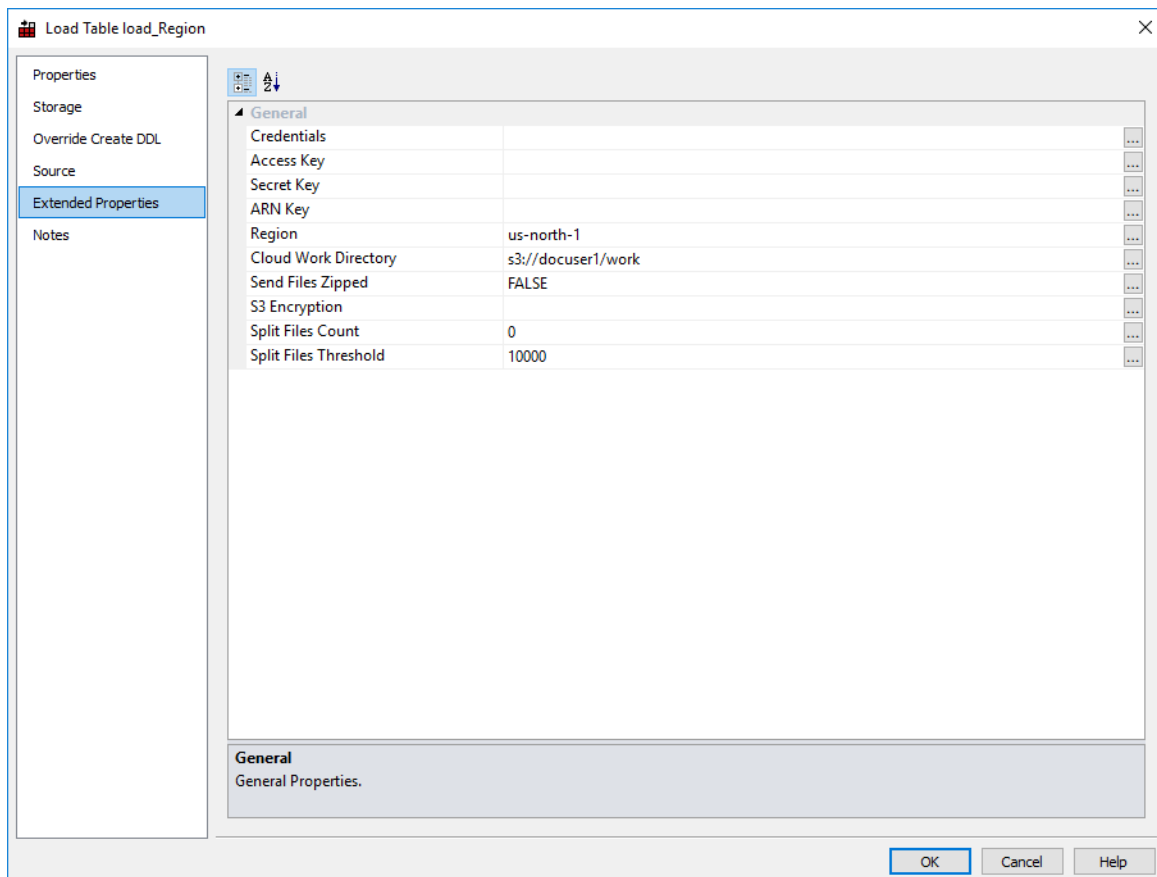 Load Table load_Region
Properties
Storage
Override Create DDL
Source
Extended Properties
Notes
General
Credentials
Access Key
Secret Key
ARN Key
Region us-north-1
Cloud Work Directory s3://docuser1/work
Send Files Zipped FALSE
S3 Encryption
Split Files Count 0
Split Files Threshold 10000
General
General Properties.
OK Cancel Help